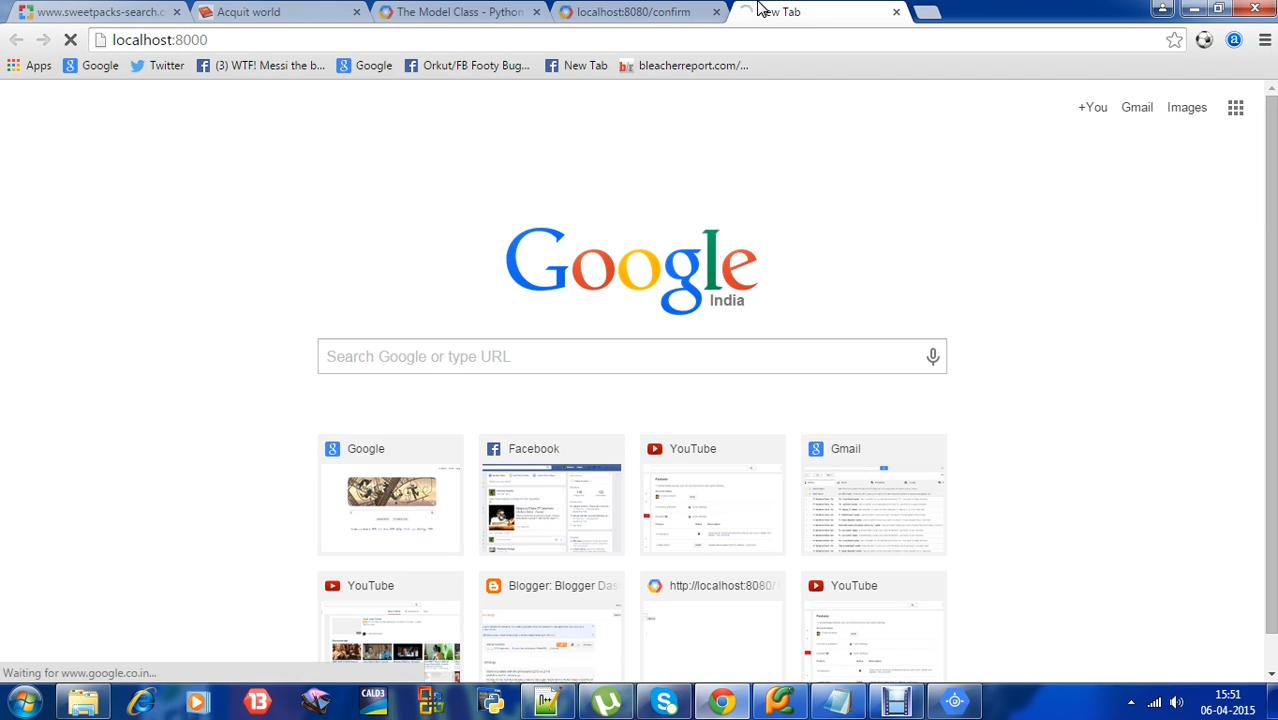 www.sweetpacks-search.c
Acquit world
The Model Class - Python
localhost:8080/confirm
New Tab
localhost:8000
Apps
Google
Twitter
(3) WTF! Messi the b...
Google
Orkut/FB Footy Bug...
New Tab
bleacherreport.com/...
+You
Gmail
Images
Google
India
Search Google or type URL
Google
Facebook
YouTube
Gmail
YouTube
Blogger: Blogger Das
http://localhost:8080/
YouTube
Waiting for www.google.co.in...
CALD3
15:51
06-04-2015